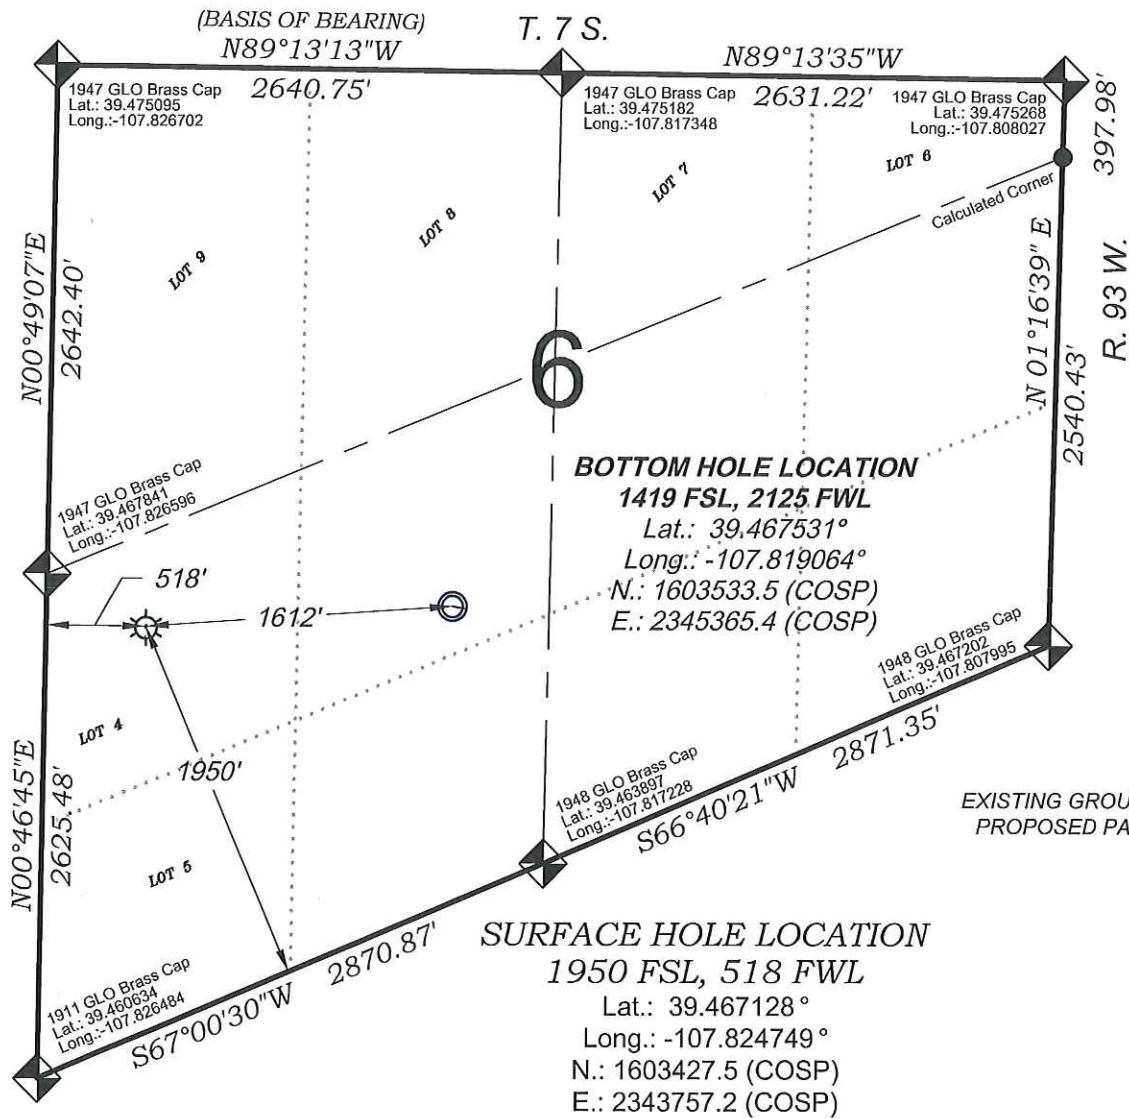 (BASIS OF BEARING)
T. 7 S.
N89°13'13"W
N89°13'35"W
2640.75'
2631.22'
397.98'
1947 GLO Brass Cap
Lat.: 39.475095
Long.:-107.826702
1947 GLO Brass Cap
Lat.: 39.475182
Long.:-107.817348
1947 GLO Brass Cap
Lat.: 39.475268
Long.:-107.808027
LOT 6
LOT 7
LOT 8
LOT 9
Calculated Corner
N00°49'07"E
2642.40'
N 01°16'39" E
2540.43'
R. 93 W.
6
1947 GLO Brass Cap
Lat.: 39.467841
Long.:-107.826596
BOTTOM HOLE LOCATION
1419 FSL, 2125 FWL
Lat.: 39.467531°
Long.: -107.819064°
N.: 1603533.5 (COSP)
E.: 2345365.4 (COSP)
518'
1612'
1948 GLO Brass Cap
Lat.: 39.467202
Long.:-107.807995
LOT 4
1950'
N00°46'45"E
2625.48'
LOT 5
1948 GLO Brass Cap
Lat.: 39.463897
Long.:-107.817228
2871.35'
S66°40'21"W
EXISTING GROU
PROPOSED PA
2870.87'
S67°00'30"W
1911 GLO Brass Cap
Lat.: 39.460634
Long.:-107.826484
SURFACE HOLE LOCATION
1950 FSL, 518 FWL
Lat.: 39.467128°
Long.: -107.824749°
N.: 1603427.5 (COSP)
E.: 2343757.2 (COSP)